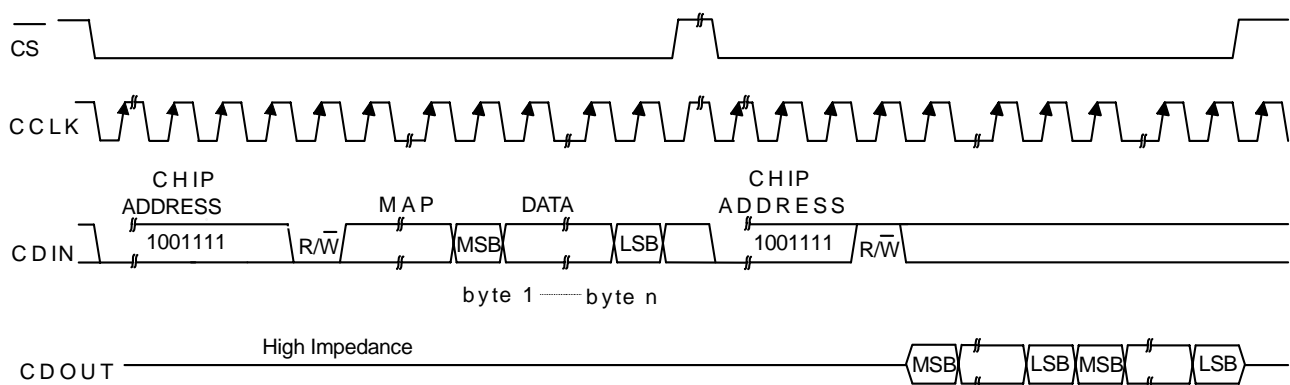 CS
CCLK
CHIP
ADDRESS
MAP
DATA
CHIP
ADDRESS
CDIN
1001111
R/W
MSB
LSB
1001111
R/W
byte 1
byte n
High Impedance
CDOUT
MSB
LSB
MSB
LSB